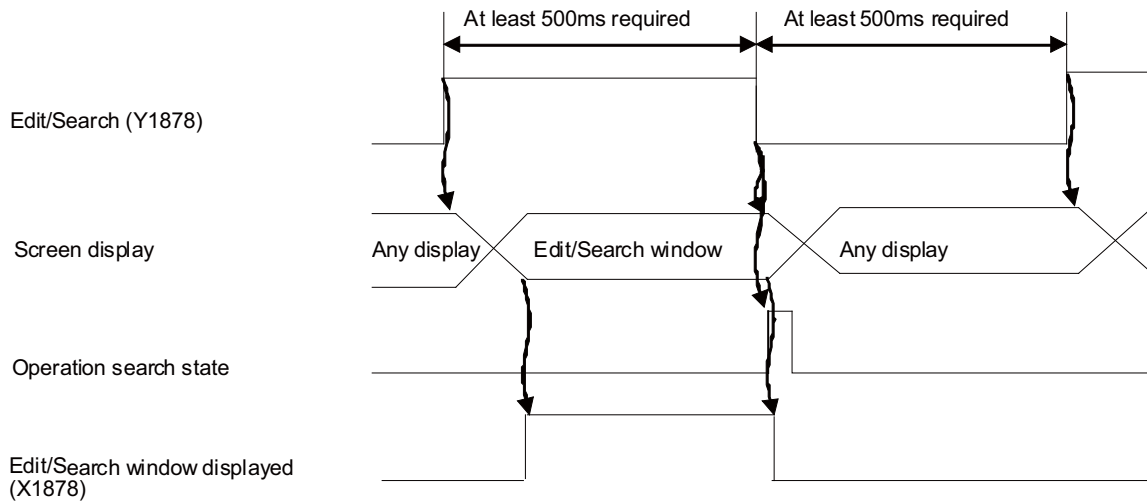 At least 500ms required
At least 500ms required
Edit/Search (Y1878)
Screen display
Any display
Edit/Search window
Any display
Operation search state
Edit/Search window displayed
(X1878)